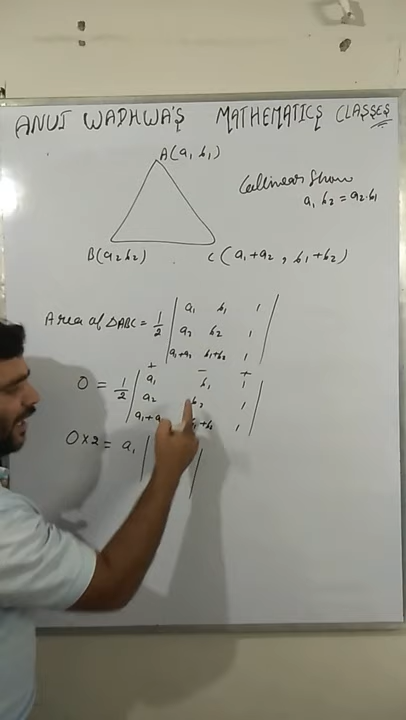 ANUJ WADHWA'S MATHEMATICS CLASSES
A(a₁ b₁)
Collinear Show
a₁ b₂ = a₂ b₁
B(a₂ b₂)
C(a₁+a₂ , b₁+b₂)
Area of △ABC = 1/2 | a₁ b₁ 1 |
a₂ b₂ 1
a₁+a₂ b₁+b₂ 1
+ − +
0 = 1/2 | a₁ b₁ 1 |
a₂ b₂ 1
0×2 = a₁ | |